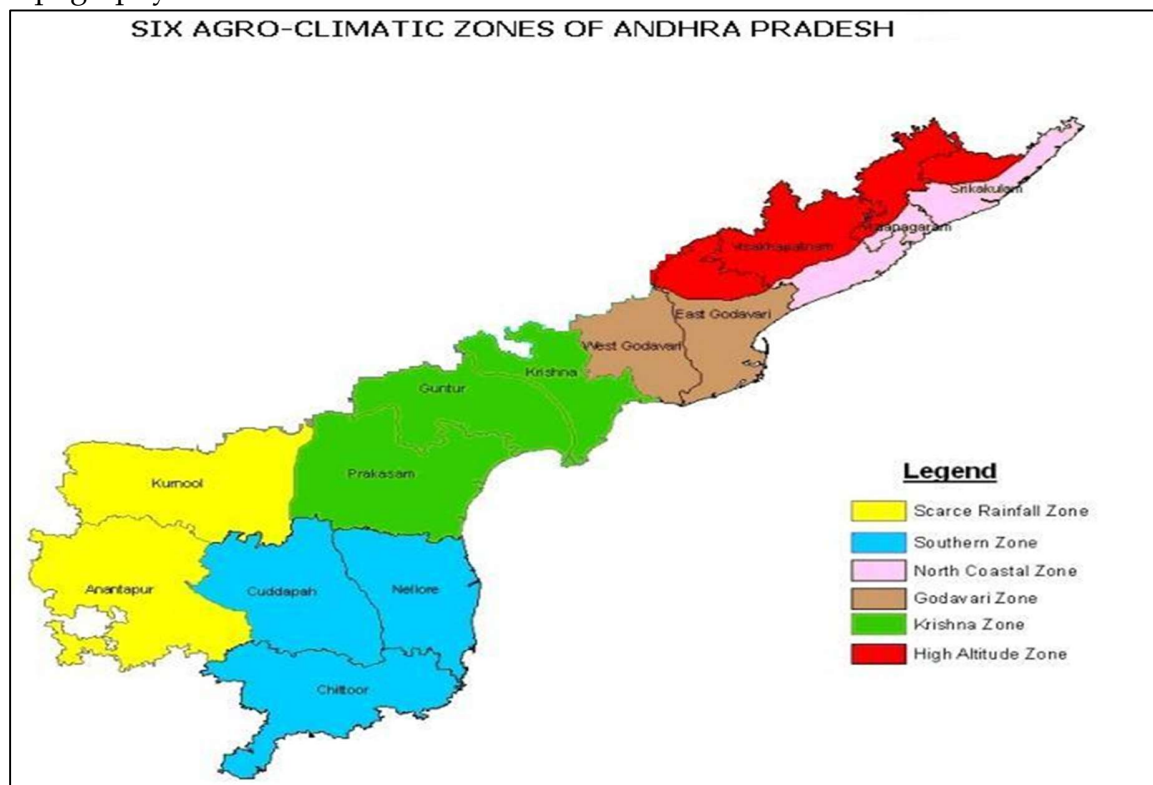 SIX AGRO-CLIMATIC ZONES OF ANDHRA PRADESH
Srikakulam
Visakhapatnam
East Godavari
West Godavari
Krishna
Guntur
Prakasam
Kurnool
Anantapur
Cuddapah
Nellore
Chittoor
Legend
Scarce Rainfall Zone
Southern Zone
North Coastal Zone
Godavari Zone
Krishna Zone
High Altitude Zone